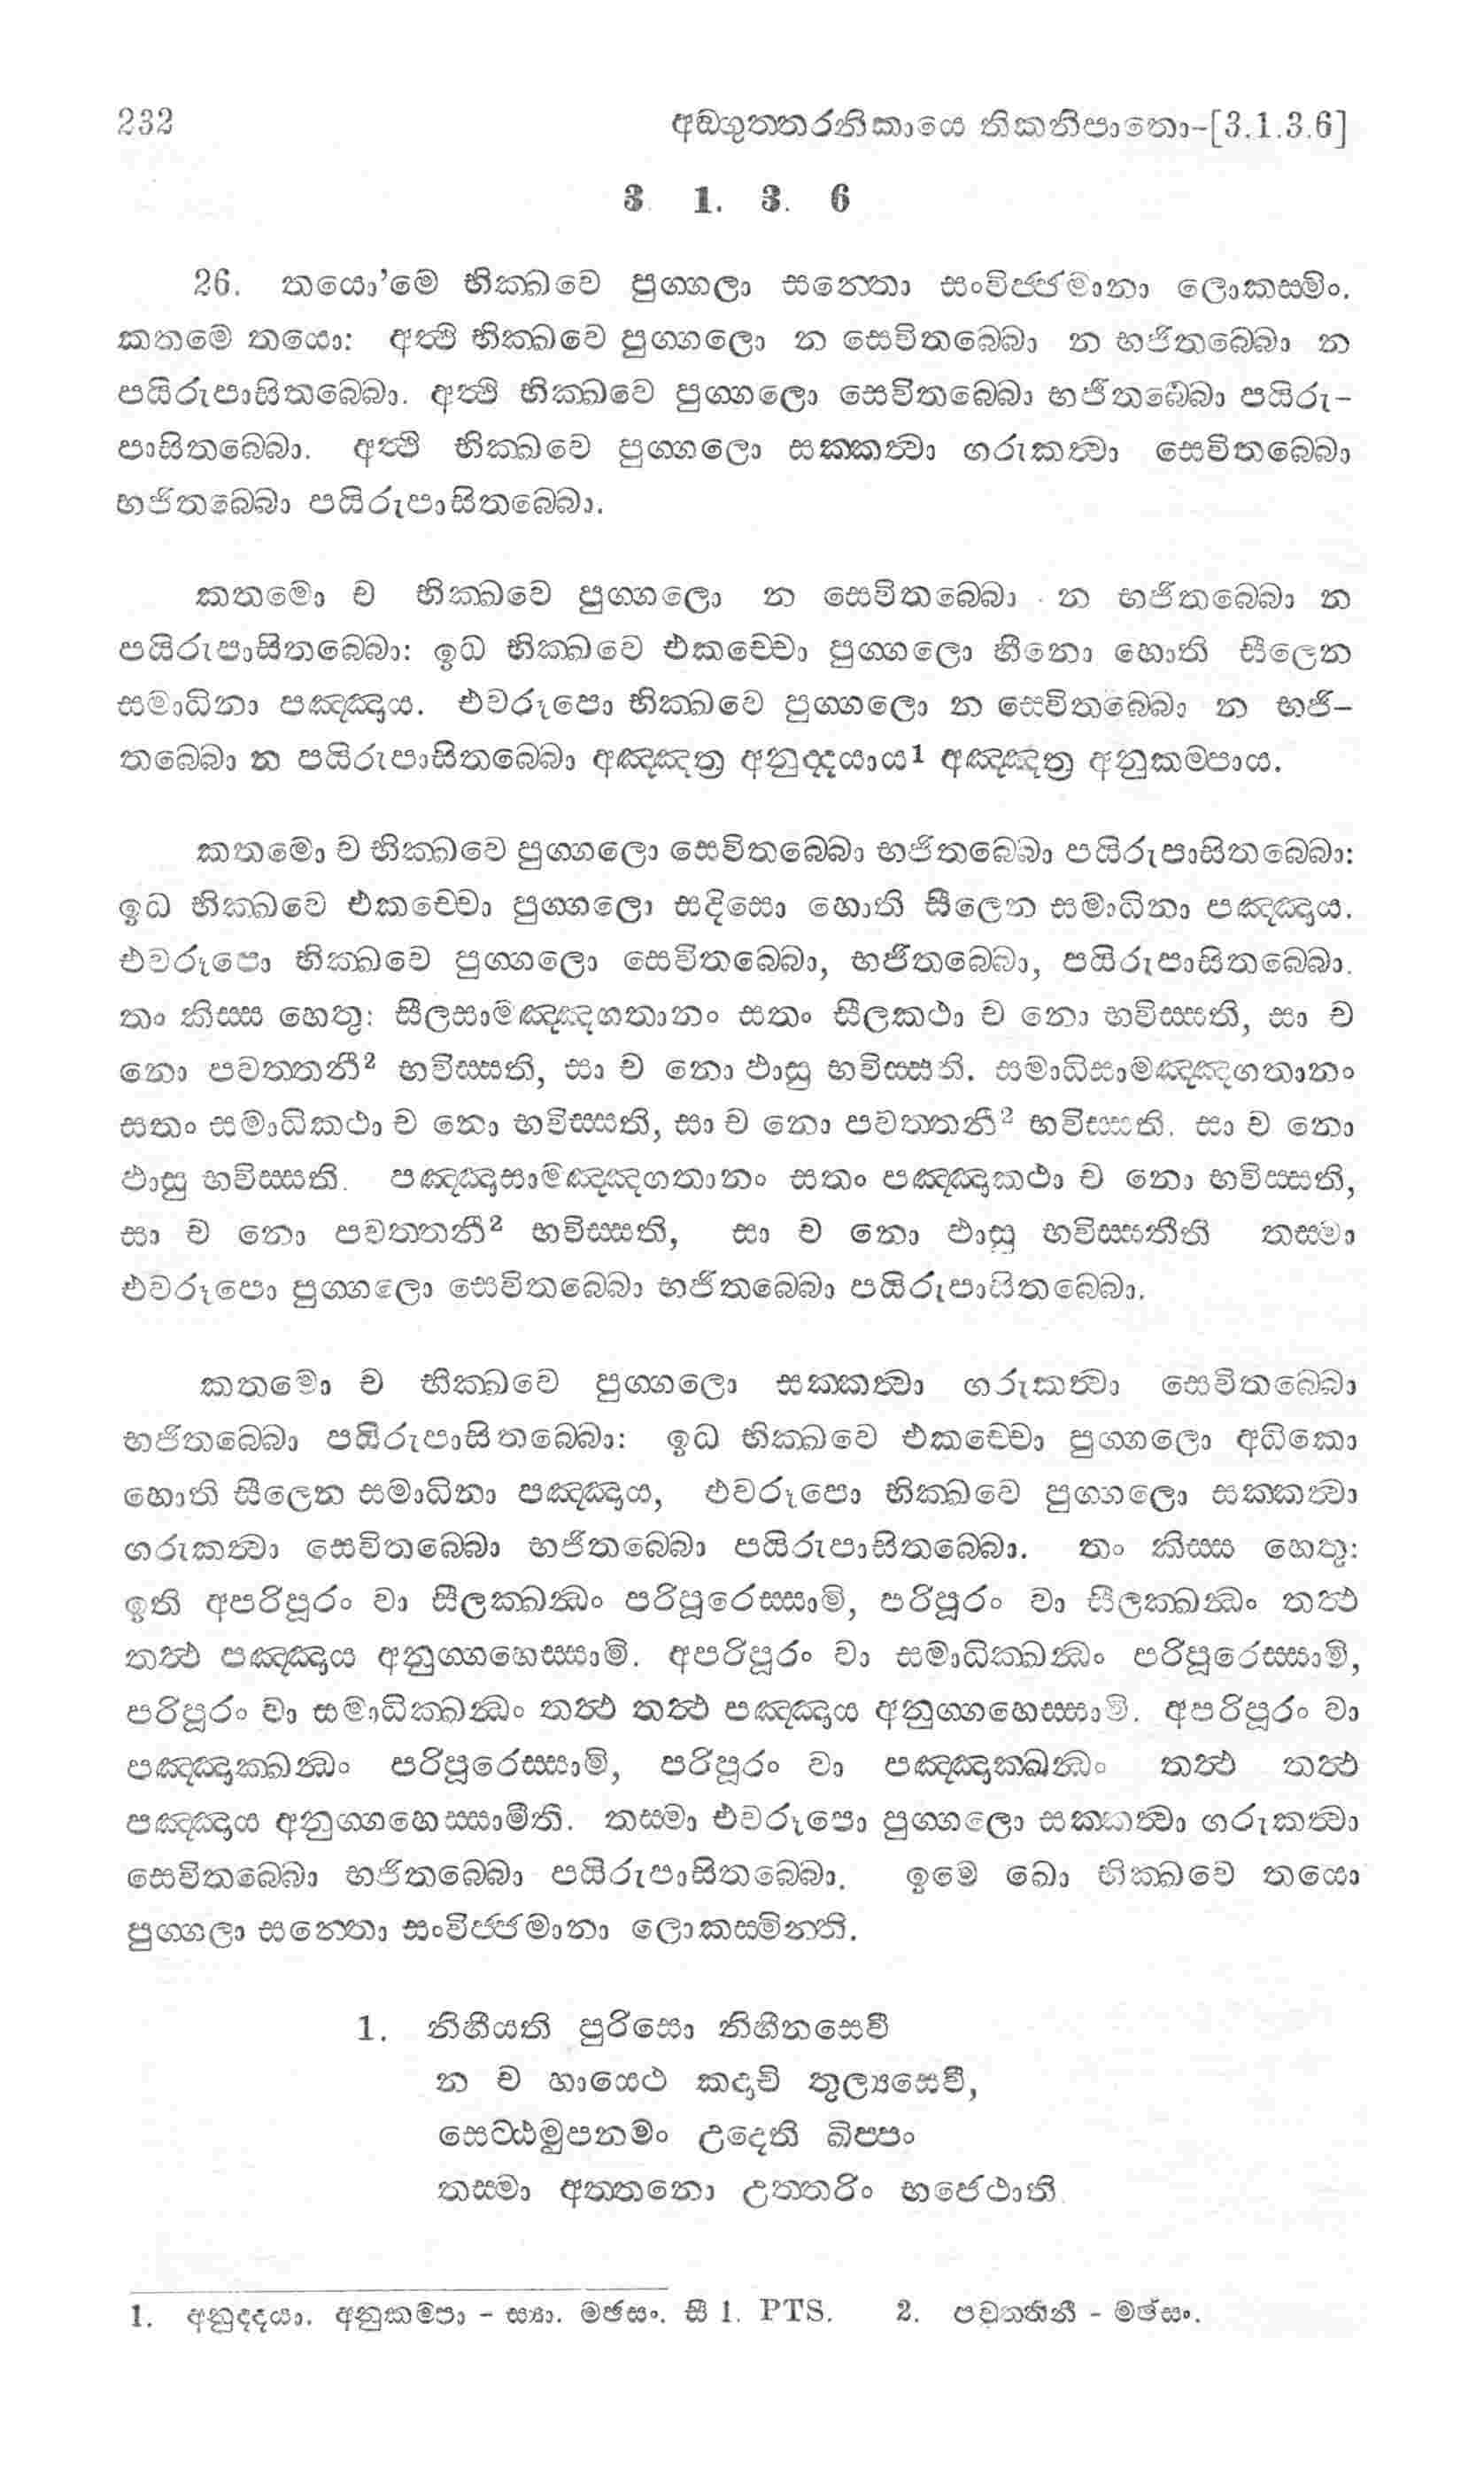 232 අඞ්ගුත්තරනිකායෙ තිකනිපාතො-[3.1.3.6]
3. 1. 3. 6
26. තයො’මෙ භික්ඛවෙ පුග්ගලා සන්තො සංවිජ්ජමානා ලොකස්මිං.
කතමෙ තයො: අත්ථි භික්ඛවෙ පුග්ගලො න සෙවිතබ්බො න භජිතබ්බො න
පයිරුපාසිතබ්බො. අත්ථි භික්ඛවෙ පුග්ගලො සෙවිතබ්බො භජිතබ්බො පයිරු-
පාසිතබ්බො. අත්ථි භික්ඛවෙ පුග්ගලො සක්කත්වා ගරුකත්වා සෙවිතබ්බො
භජිතබ්බො පයිරුපාසිතබ්බො.
කතමො ච භික්ඛවෙ පුග්ගලො න සෙවිතබ්බො න භජිතබ්බො න
පයිරුපාසිතබ්බො: ඉධ භික්ඛවෙ එකච්චො පුග්ගලො හීනො හොති සීලෙන
සමාධිනා පඤ්ඤාය. එවරූපො භික්ඛවෙ පුග්ගලො න සෙවිතබ්බො න භජි-
තබ්බො න පයිරුපාසිතබ්බො අඤ්ඤත්‍ර අනුද්දයාය1 අඤ්ඤත්‍ර අනුකම්පාය.
කතමො ච භික්ඛවෙ පුග්ගලො සෙවිතබ්බො භජිතබ්බො පයිරුපාසිතබ්බො:
ඉධ භික්ඛවෙ එකච්චො පුග්ගලො සදිසො හොති සීලෙන සමාධිනා පඤ්ඤාය.
එවරූපො භික්ඛවෙ පුග්ගලො සෙවිතබ්බො, භජිතබ්බො, පයිරුපාසිතබ්බො.
තං කිස්ස හෙතු: සීලසාමඤ්ඤගතානං සතං සීලකථා ච නො භවිස්සති, සා ච
නො පවත්තනී2 භවිස්සති, සා ච නො ඵාසු භවිස්සති. සමාධිසාමඤ්ඤගතානං
සතං සමාධිකථා ච නො භවිස්සති, සා ච නො පවත්තනී2 භවිස්සති. සා ච නො
ඵාසු භවිස්සති. පඤ්ඤාසාමඤ්ඤගතානං සතං පඤ්ඤාකථා ච නො භවිස්සති,
සා ච නො පවත්තනී2 භවිස්සති, සා ච නො ඵාසු භවිස්සතීති තස්මා
එවරූපො පුග්ගලො සෙවිතබ්බො භජිතබ්බො පයිරුපාසිතබ්බො.
කතමො ච භික්ඛවෙ පුග්ගලො සක්කත්වා ගරුකත්වා සෙවිතබ්බො
භජිතබ්බො පයිරුපාසිතබ්බො: ඉධ භික්ඛවෙ එකච්චො පුග්ගලො අධිකො
හොති සීලෙන සමාධිනා පඤ්ඤාය, එවරූපො භික්ඛවෙ පුග්ගලො සක්කත්වා
ගරුකත්වා සෙවිතබ්බො භජිතබ්බො පයිරුපාසිතබ්බො. තං කිස්ස හෙතු:
ඉති අපරිපූරං වා සීලක්ඛන්ධං පරිපූරෙස්සාමි, පරිපූරං වා සීලක්ඛන්ධං තත්ථ
තත්ථ පඤ්ඤාය අනුග්ගහෙස්සාමි. අපරිපූරං වා සමාධික්ඛන්ධං පරිපූරෙස්සාමි,
පරිපූරං වා සමාධික්ඛන්ධං තත්ථ තත්ථ පඤ්ඤාය අනුග්ගහෙස්සාමි. අපරිපූරං වා
පඤ්ඤාක්ඛන්ධං පරිපූරෙස්සාමි, පරිපූරං වා පඤ්ඤාක්ඛන්ධං තත්ථ තත්ථ
පඤ්ඤාය අනුග්ගහෙස්සාමීති. තස්මා එවරූපො පුග්ගලො සක්කත්වා ගරුකත්වා
සෙවිතබ්බො භජිතබ්බො පයිරුපාසිතබ්බො. ඉමෙ ඛො භික්ඛවෙ තයො
පුග්ගලා සන්තො සංවිජ්ජමානා ලොකස්මින්ති.
1. නිහීයති පුරිසො නිහීනසෙවී
න ච හායෙථ කදාචි තුල්‍යසෙවී,
සෙට්ඨමුපනමං උදෙති ඛිප්පං
තස්මා අත්තනො උත්තරිං භජෙථාති
1. අනුද්දයා. අනුකම්පා - ස්‍යා. මඡසං. සී 1. PTS. 2. පවත්තිනී - මඡසං.